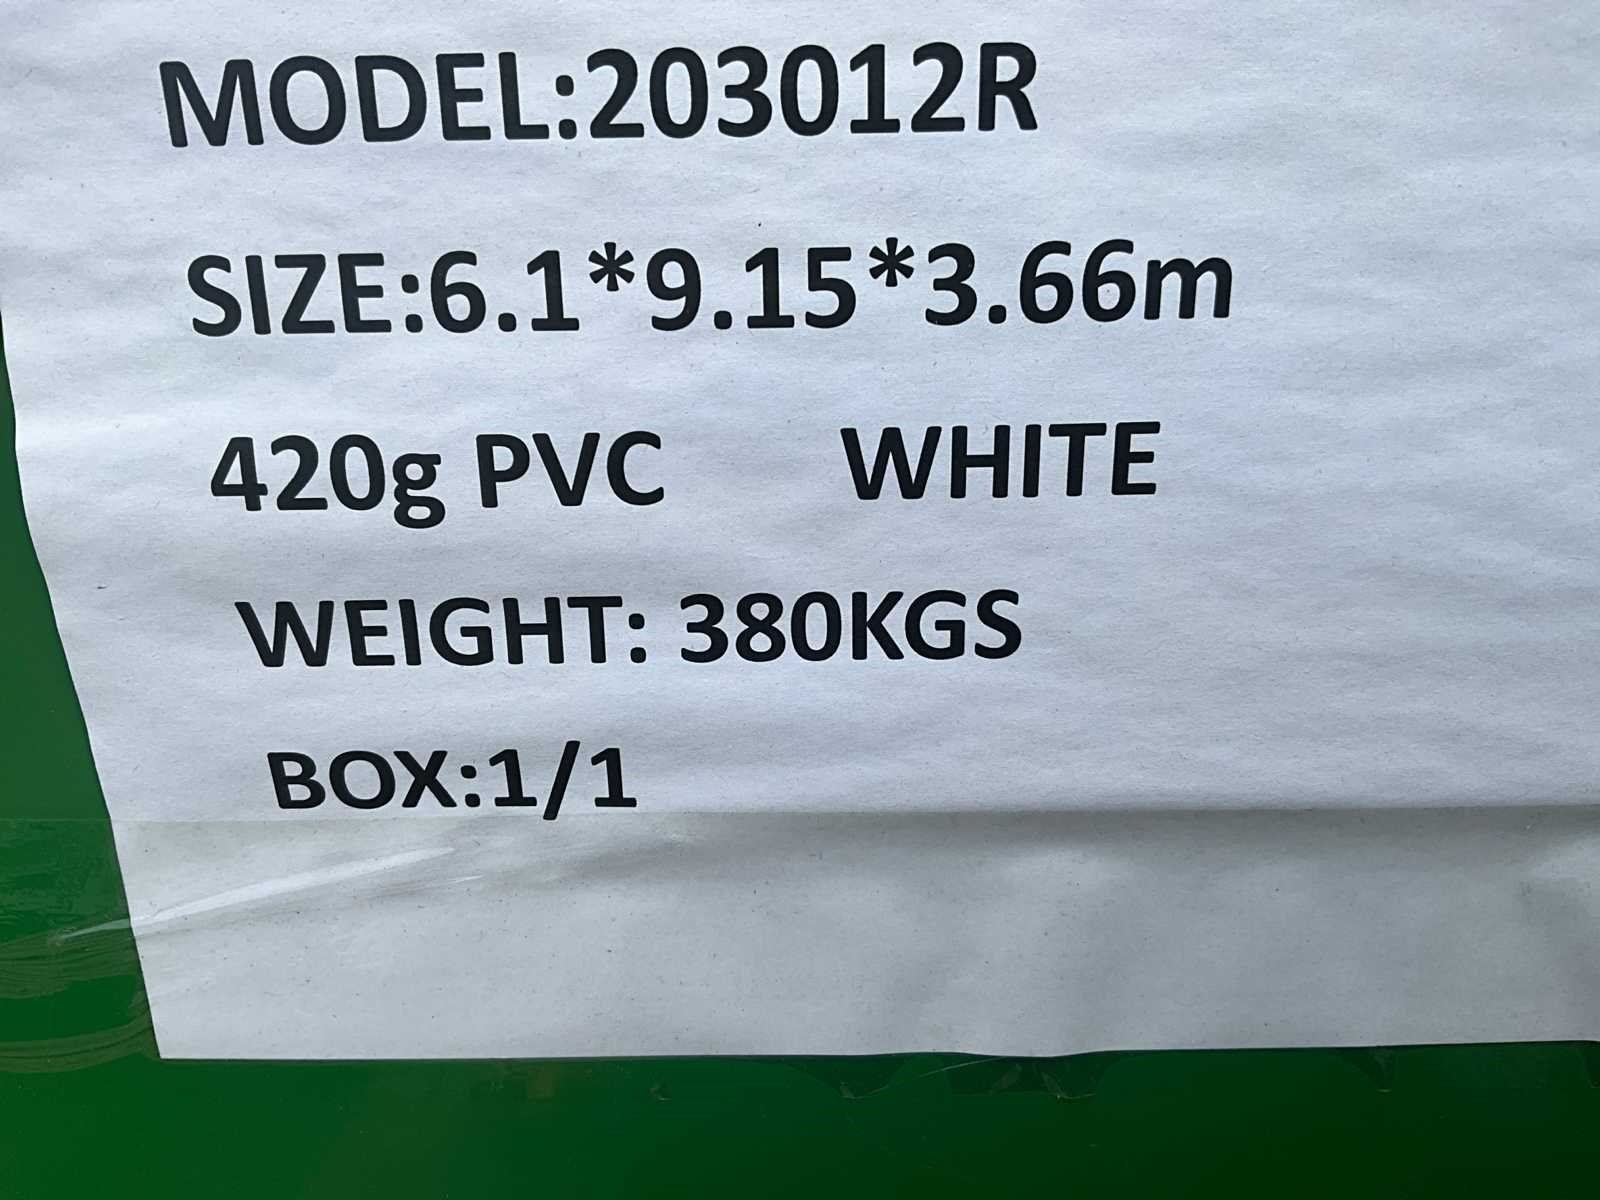 MODEL:203012R
SIZE:6.1*9.15*3.66m
420g PVC WHITE
WEIGHT: 380KGS
BOX:1/1